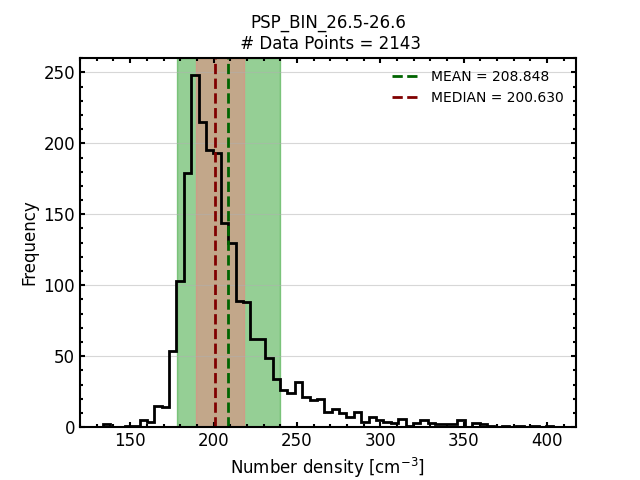 PSP_BIN_26.5-26.6
# Data Points = 2143
MEAN = 208.848
MEDIAN = 200.630
250
200
150
100
50
0
Frequency
150 200 250 300 350 400
Number density [cm⁻³]